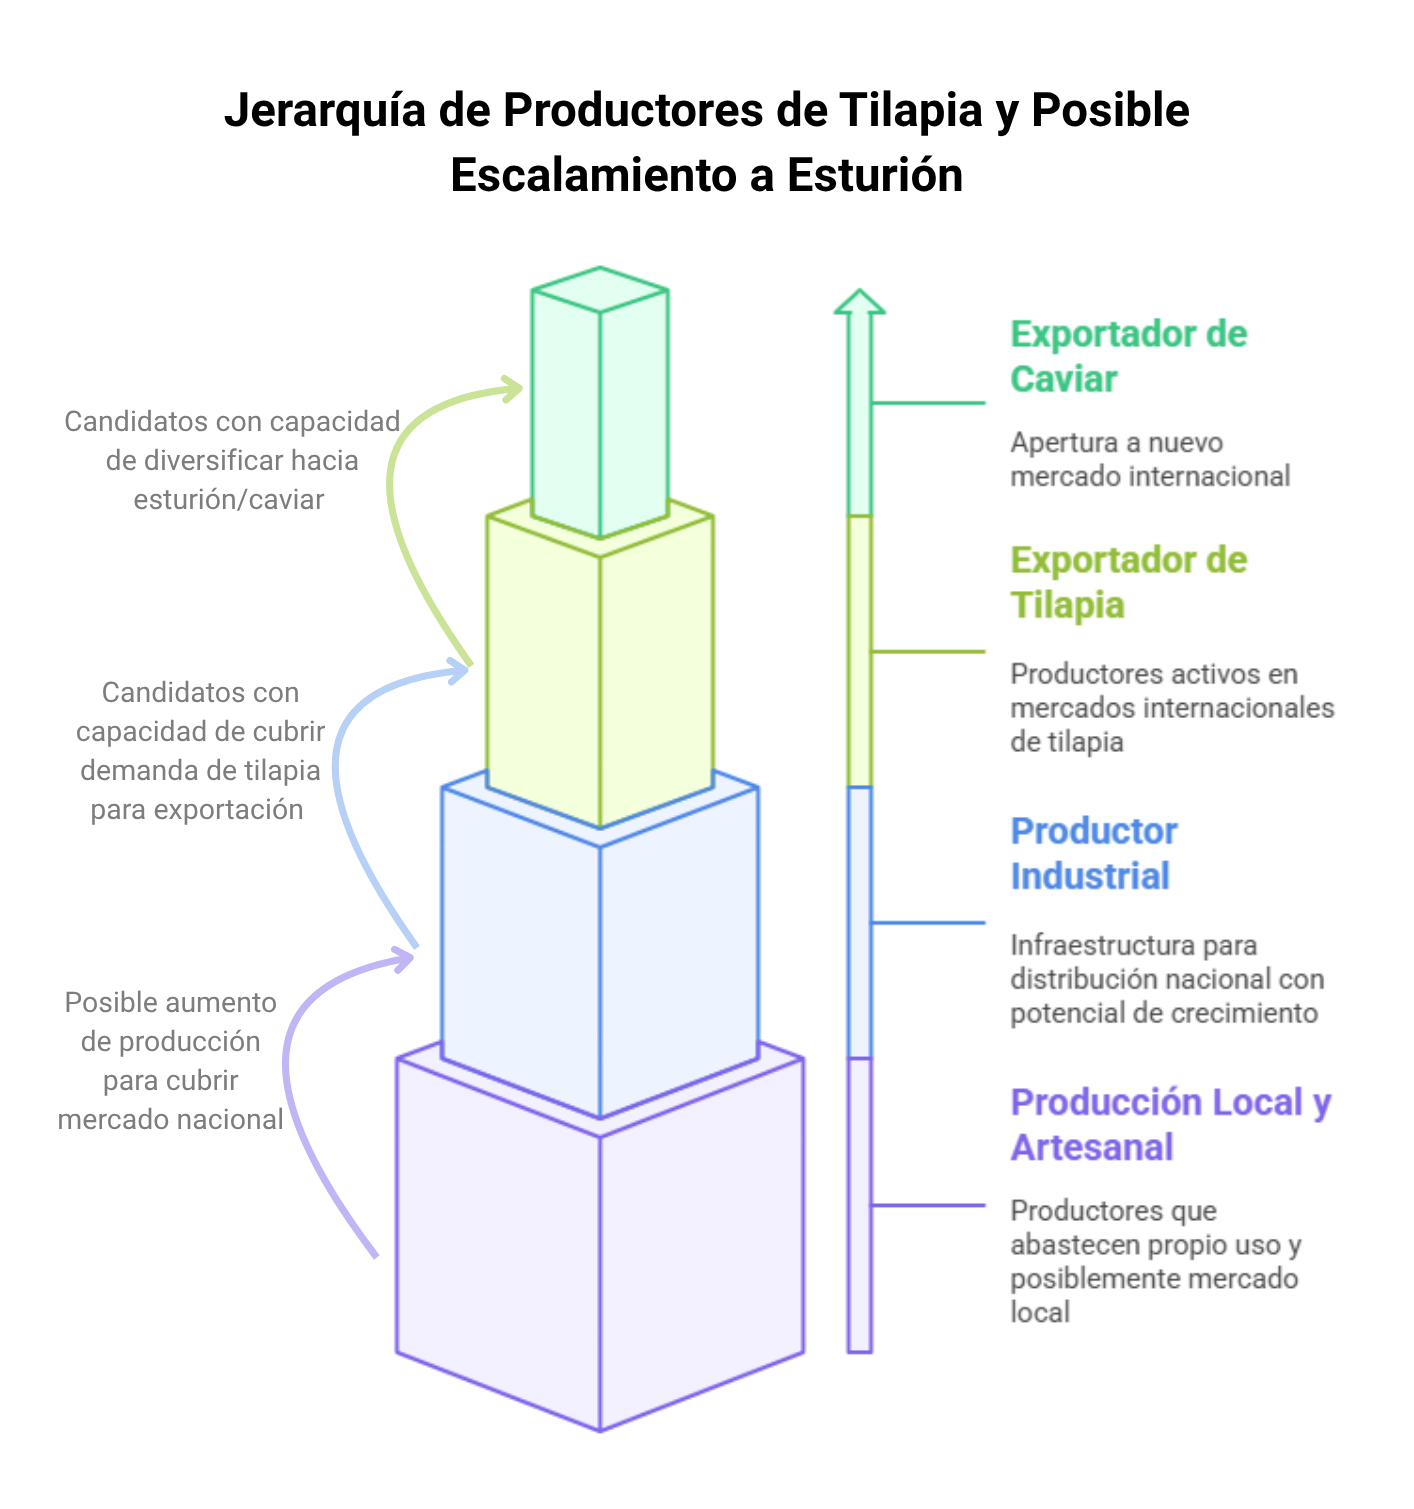 Jerarquía de Productores de Tilapia y Posible
Escalamiento a Esturión
Exportador de
Caviar
Apertura a nuevo
mercado internacional
Candidatos con capacidad
de diversificar hacia
esturión/caviar
Exportador de
Tilapia
Productores activos en
mercados internacionales
de tilapia
Candidatos con
capacidad de cubrir
demanda de tilapia
para exportación
Productor
Industrial
Infraestructura para
distribución nacional con
potencial de crecimiento
Posible aumento
de producción
para cubrir
mercado nacional
Producción Local y
Artesanal
Productores que
abastecen propio uso y
posiblemente mercado
local